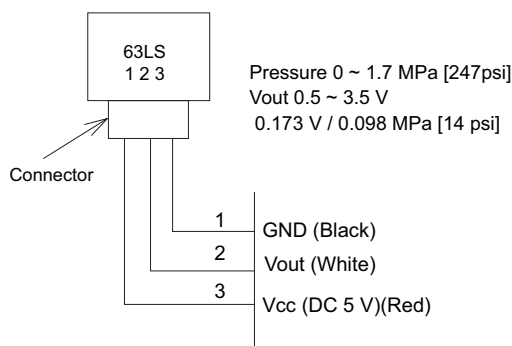 63LS
1 2 3
Pressure 0 ~ 1.7 MPa [247psi]
Vout 0.5 ~ 3.5 V
0.173 V / 0.098 MPa [14 psi]
Connector
1
GND (Black)
2
Vout (White)
3
Vcc (DC 5 V)(Red)